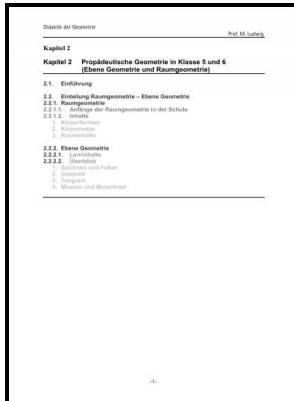 Didaktik der Geometrie
Prof. M. Ludwig
Kapitel 2
Kapitel 2 Propädeutische Geometrie in Klasse 5 und 6
(Ebene Geometrie und Raumgeometrie)
2.1. Einführung
2.2. Einteilung Raumgeometrie – Ebene Geometrie
2.2.1. Raumgeometrie
2.2.1.1. Anfänge der Raumgeometrie in der Schule
2.2.1.2. Inhalte
1. Körperformen
2. Körpernetze
3. Rauminhalte
2.2.2. Ebene Geometrie
2.2.2.1. Lerninhalte
2.2.2.2. Überblick
1. Zeichnen und Falten
2. Geobrett
3. Tangram
4. Messen und Berechnen
-1-